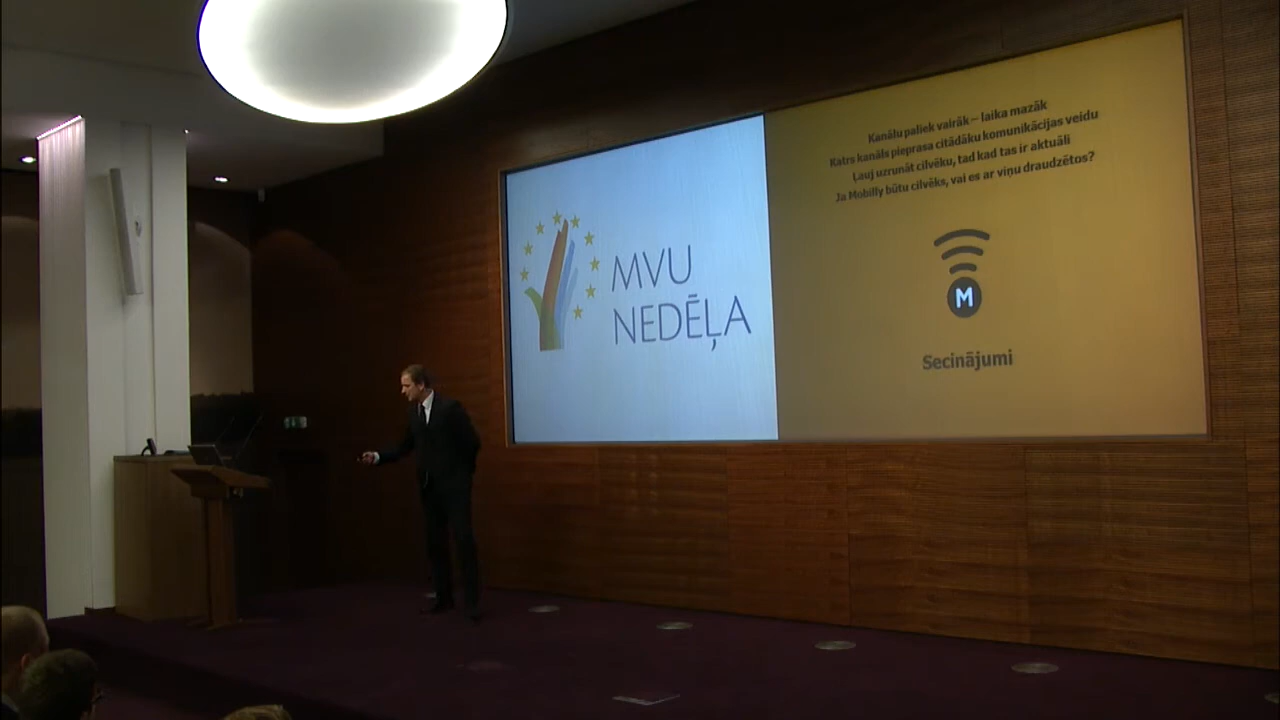 MVU
NEDĒĻA
Kanālu paliek vairāk – laika mazāk
Katrs kanāls pieprasa citādāku komunikācijas veidu
Ļauj uzrunāt cilvēku, tad kad tas ir aktuāli
Ja Mobilly būtu cilvēks, vai es ar viņu draudzētos?
M
Secinājumi